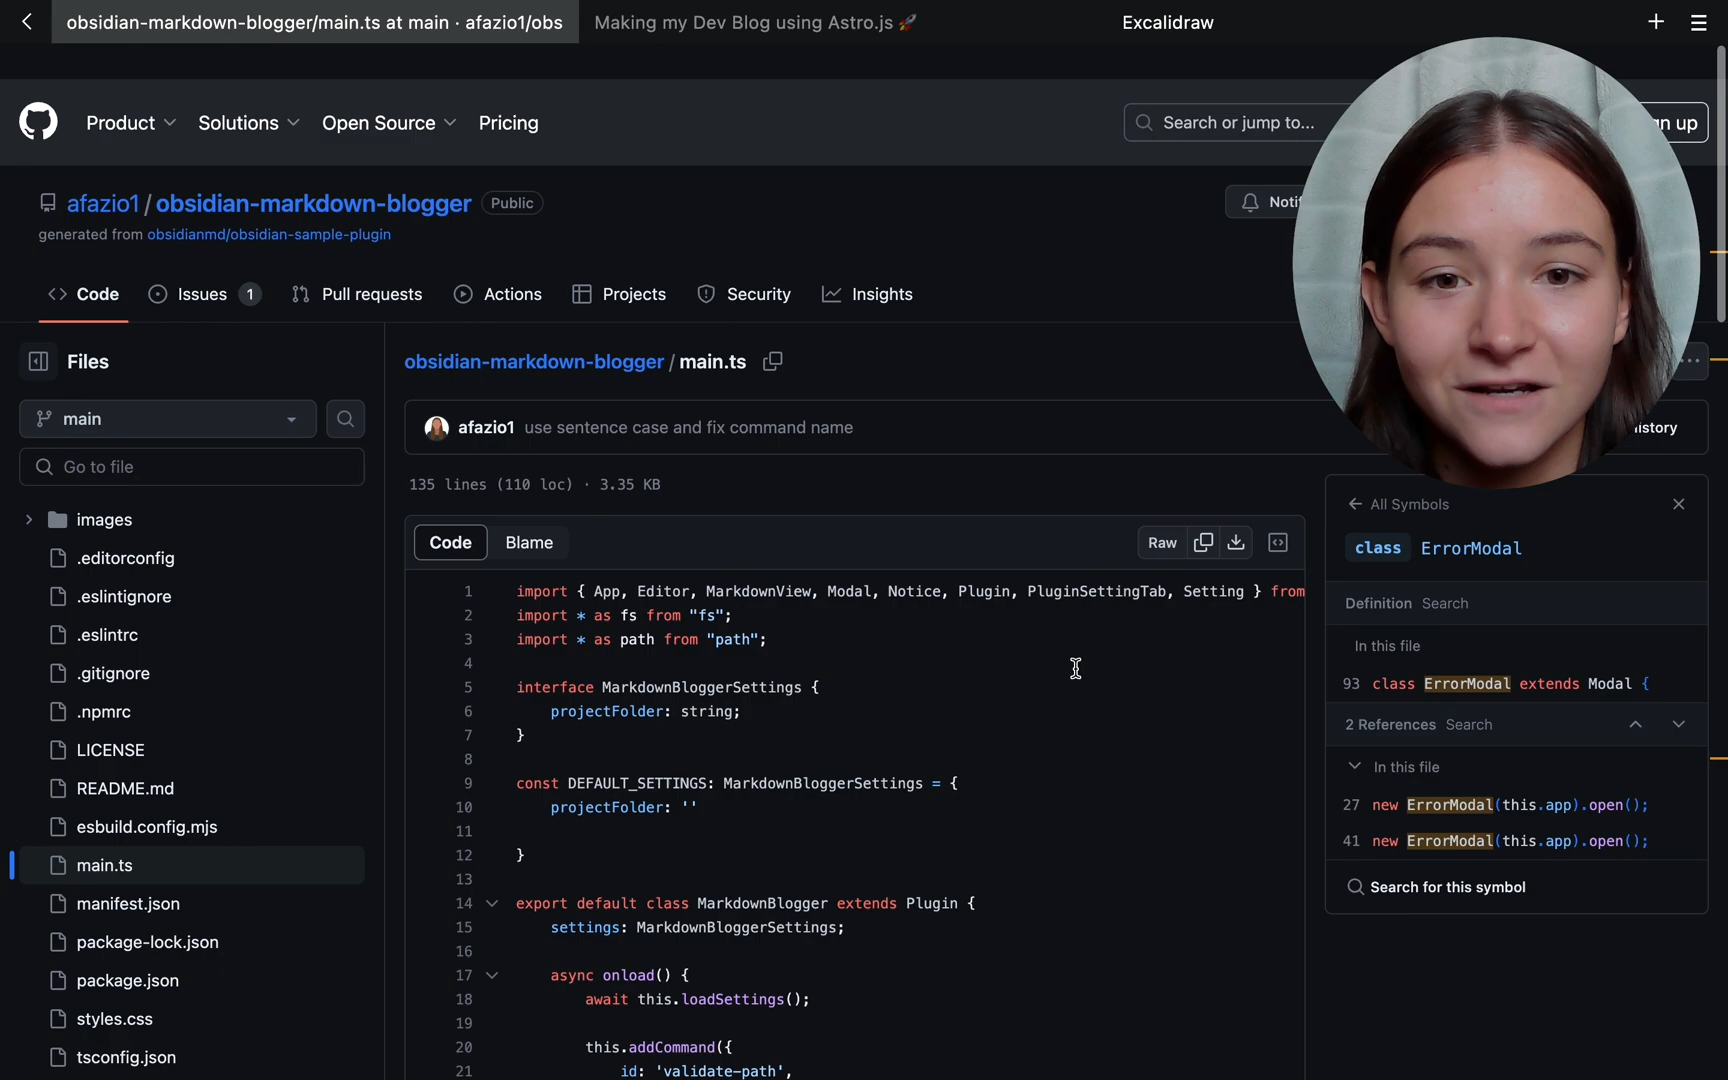 obsidian-markdown-blogger/main.ts at main · afazio1/obs
Making my Dev Blog using Astro.js 🚀
Excalidraw
Product
Solutions
Open Source
Pricing
Search or jump to...
n up
afazio1/obsidian-markdown-blogger
Public
Notif
generated from obsidianmd/obsidian-sample-plugin
Code
Issues 1
Pull requests
Actions
Projects
Security
Insights
Files
main
Go to file
images
.editorconfig
.eslintignore
.eslintrc
.gitignore
.npmrc
LICENSE
README.md
esbuild.config.mjs
main.ts
manifest.json
package-lock.json
package.json
styles.css
tsconfig.json
obsidian-markdown-blogger/main.ts
afazio1 use sentence case and fix command name
istory
135 lines (110 loc) · 3.35 KB
Code
Blame
Raw
1 import { App, Editor, MarkdownView, Modal, Notice, Plugin, PluginSettingTab, Setting } from
2 import * as fs from "fs";
3 import * as path from "path";
4
5 interface MarkdownBloggerSettings {
6 projectFolder: string;
7 }
8
9 const DEFAULT_SETTINGS: MarkdownBloggerSettings = {
10 projectFolder: ''
11
12 }
13
14 export default class MarkdownBlogger extends Plugin {
15 settings: MarkdownBloggerSettings;
16
17 async onload() {
18 await this.loadSettings();
19
20 this.addCommand({
21 id: 'validate-path',
All Symbols
class ErrorModal
Definition Search
In this file
93 class ErrorModal extends Modal {
2 References Search
In this file
27 new ErrorModal(this.app).open();
41 new ErrorModal(this.app).open();
Search for this symbol